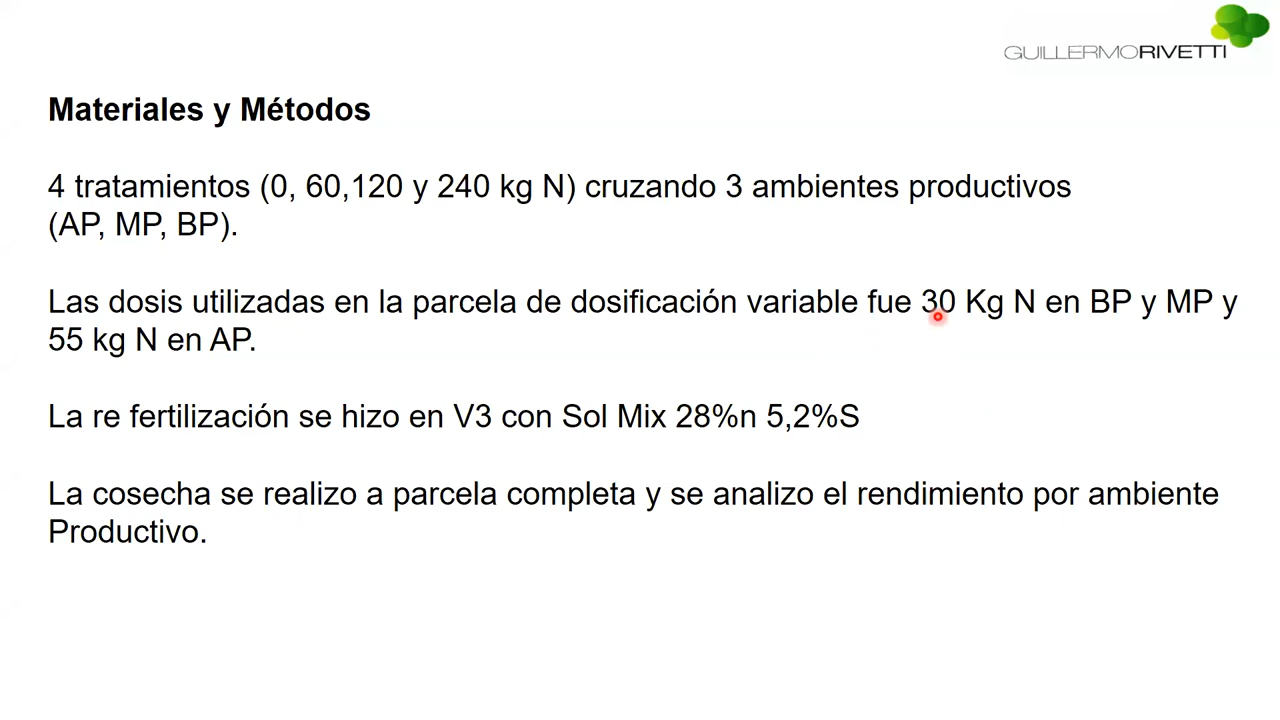 GUILLERMORIVETTI
Materiales y Métodos
4 tratamientos (0, 60,120 y 240 kg N) cruzando 3 ambientes productivos
(AP, MP, BP).
Las dosis utilizadas en la parcela de dosificación variable fue 30 Kg N en BP y MP y
55 kg N en AP.
La re fertilización se hizo en V3 con Sol Mix 28%n 5,2%S
La cosecha se realizo a parcela completa y se analizo el rendimiento por ambiente
Productivo.